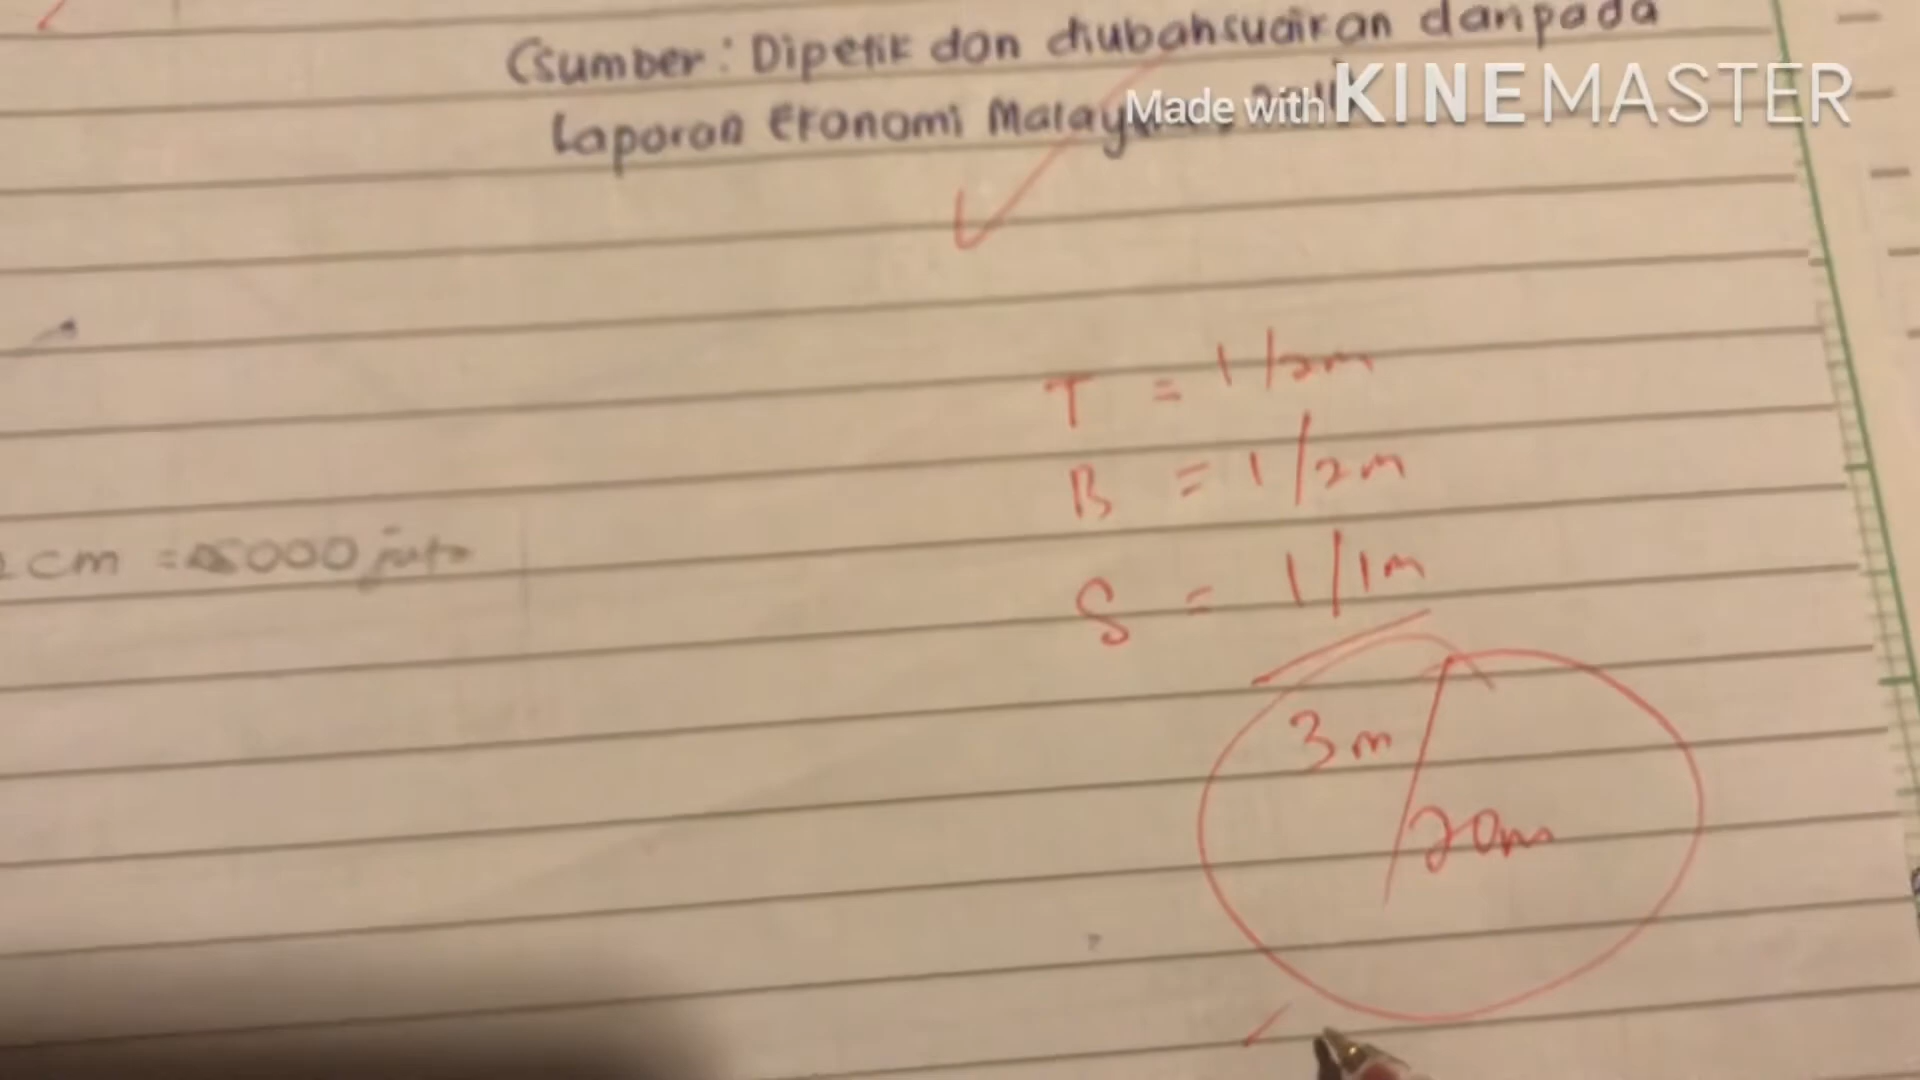 (Sumber: Dipetik dan diubahsuaikan daripada
Laporan Ekonomi Malaysia
Made with KINEMASTER
T = 1/2m
B = 1/2m
cm = 5000 juta
S = 1/1m
3m/20m